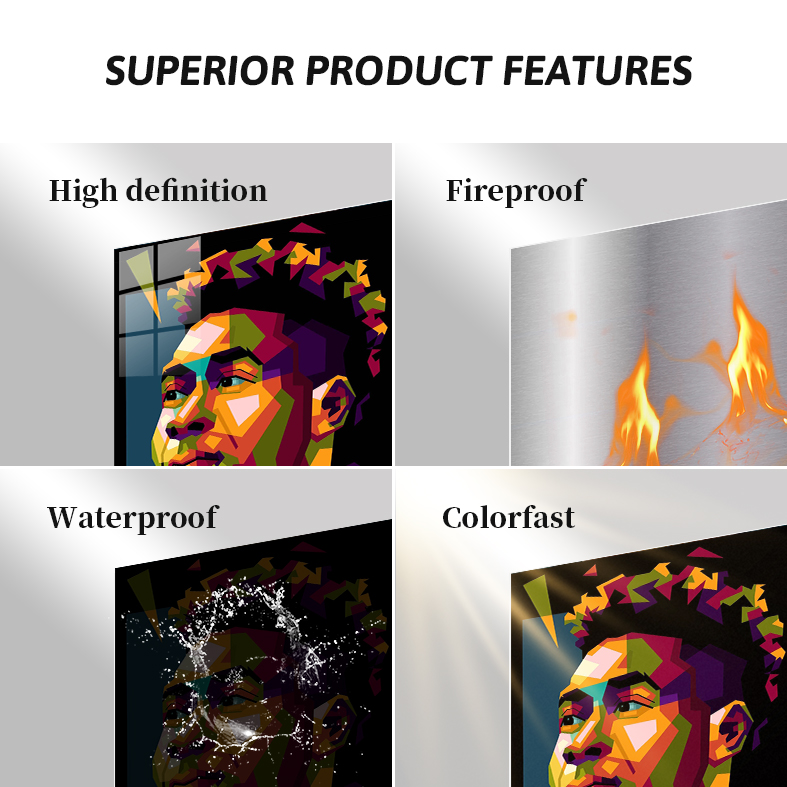 SUPERIOR PRODUCT FEATURES
High definition
Fireproof
Waterproof
Colorfast